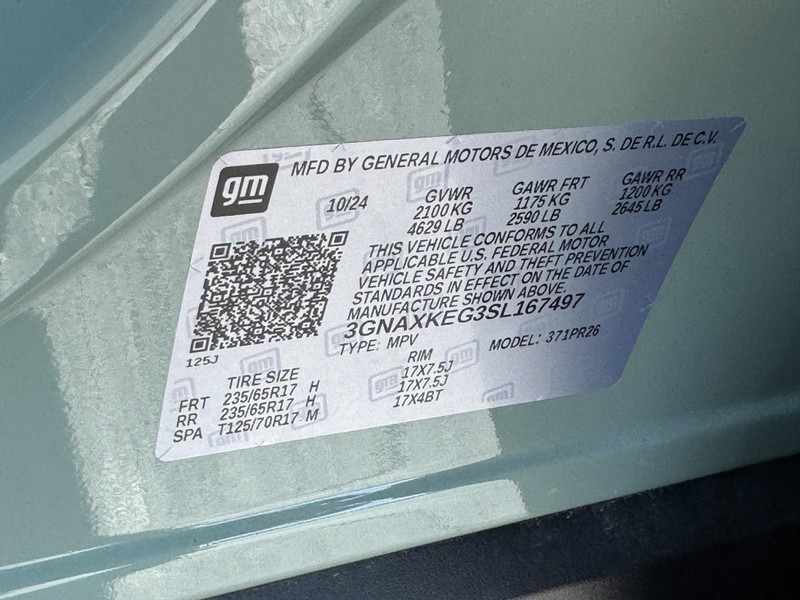 MFD BY GENERAL MOTORS DE MEXICO, S. DE R.L. DE C.V.
gm
10/24 GVWR GAWR FRT GAWR RR
2100 KG 1175 KG 1200 KG
4629 LB 2590 LB 2645 LB
THIS VEHICLE CONFORMS TO ALL
APPLICABLE U.S. FEDERAL MOTOR
VEHICLE SAFETY AND THEFT PREVENTION
STANDARDS IN EFFECT ON THE DATE OF
MANUFACTURE SHOWN ABOVE.
3GNAXKEG3SL167497
125J
TYPE: MPV MODEL: 371PR26
TIRE SIZE RIM
FRT 235/65R17 H 17X7.5J
RR 235/65R17 H 17X7.5J
SPA T125/70R17 M 17X4BT